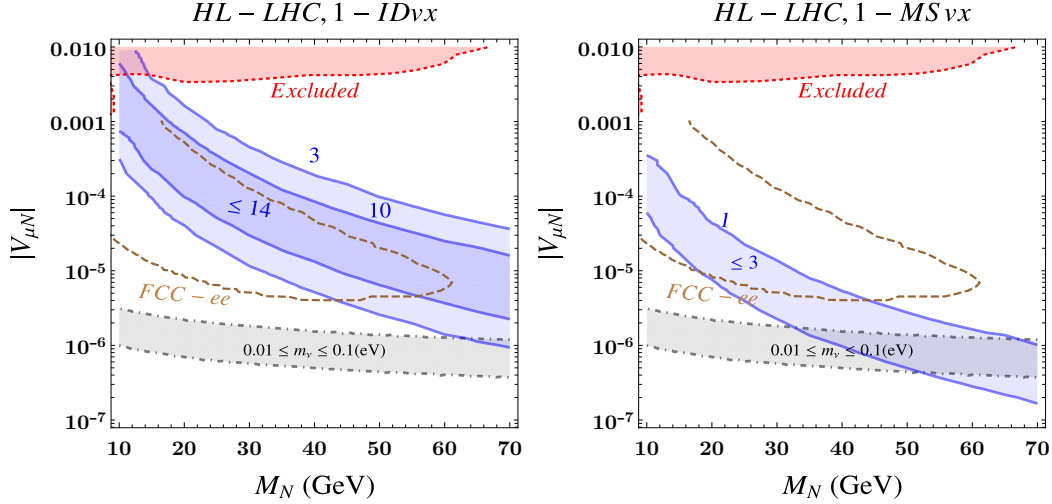 HL – LHC, 1 – IDvx
0.010
0.001
10⁻⁴
10⁻⁵
10⁻⁶
10⁻⁷
|V_μN|
Excluded
3
10
≤ 14
FCC – ee
0.01 ≤ m_ν ≤ 0.1(eV)
10 20 30 40 50 60 70
M_N (GeV)
HL – LHC, 1 – MSvx
0.010
0.001
10⁻⁴
10⁻⁵
10⁻⁶
10⁻⁷
|V_μN|
Excluded
1
≤ 3
FCC – ee
0.01 ≤ m_ν ≤ 0.1(eV)
10 20 30 40 50 60 70
M_N (GeV)